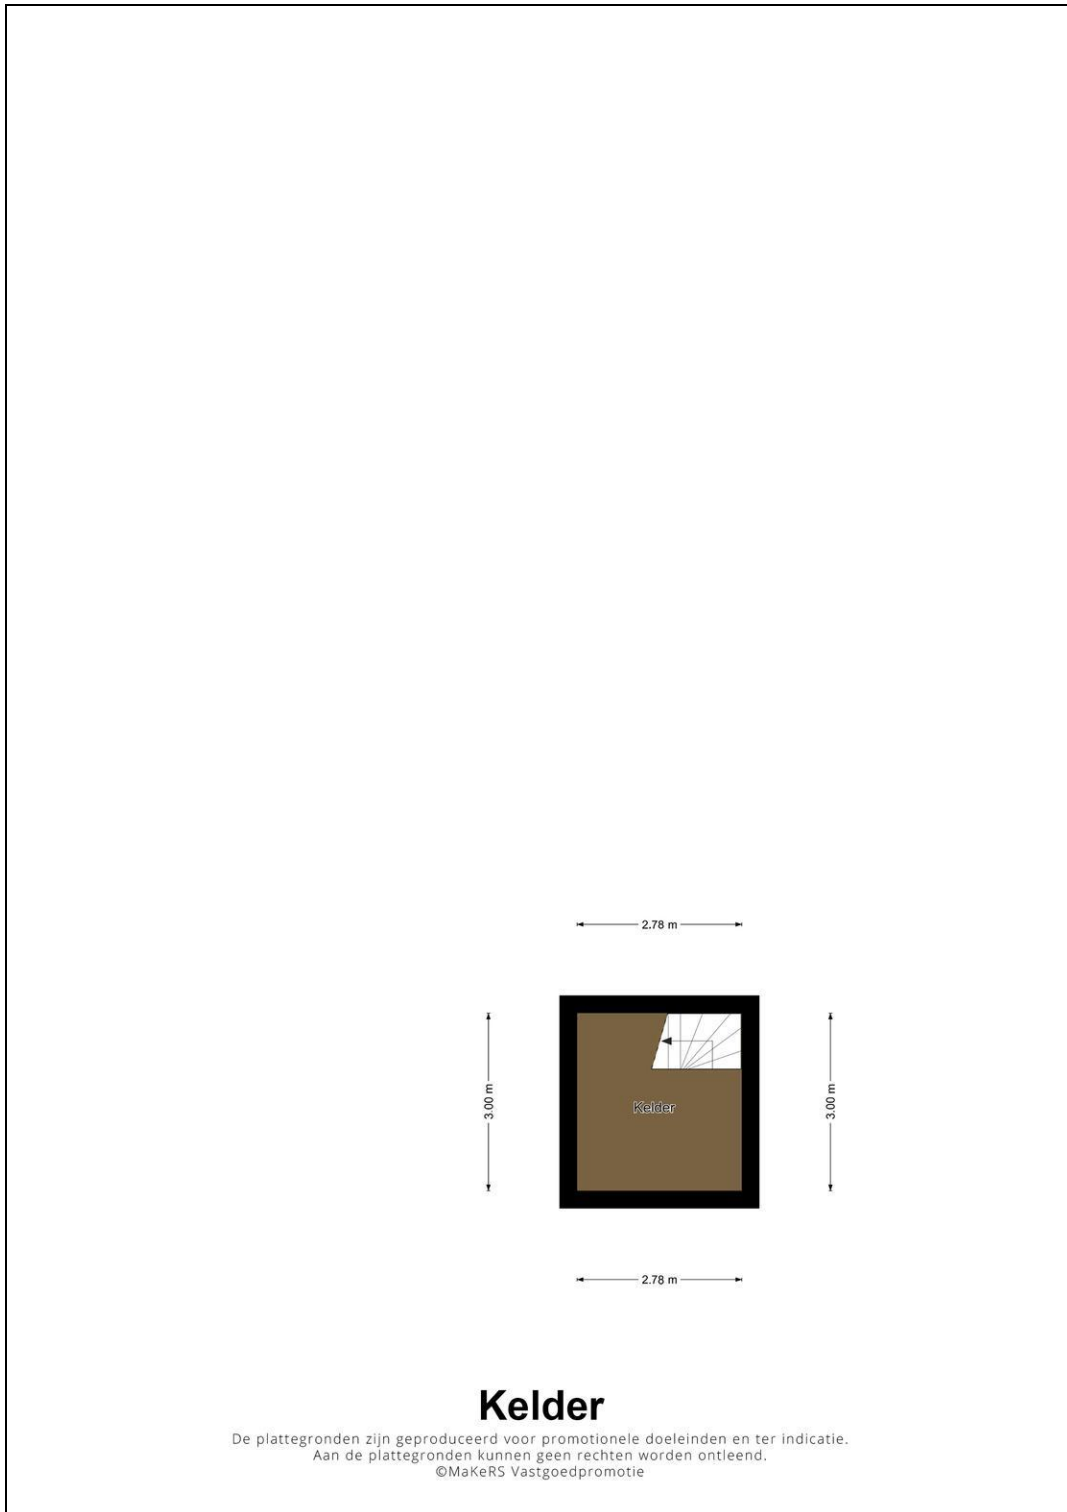 2.78 m
3.00 m
3.00 m
Kelder
2.78 m
Kelder
De plattegronden zijn geproduceerd voor promotionele doeleinden en ter indicatie.
Aan de plattegronden kunnen geen rechten worden ontleend.
©MaKeRS Vastgoedpromotie